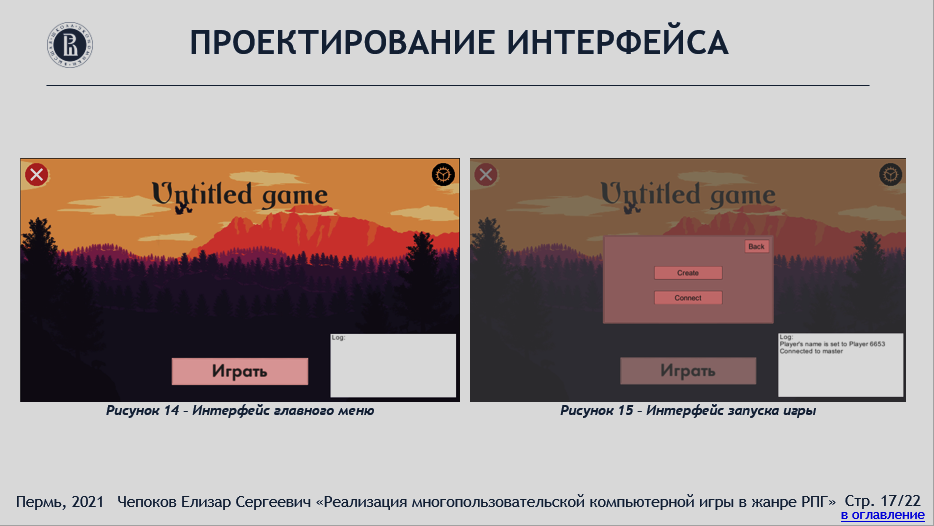 ПРОЕКТИРОВАНИЕ ИНТЕРФЕЙСА
Untitled game
Log:
Играть
Рисунок 14 – Интерфейс главного меню
Untitled game
Back
Create
Connect
Log:
Player's name is set to Player 6653
Connected to master
Играть
Рисунок 15 – Интерфейс запуска игры
Пермь, 2021 Чепоков Елизар Сергеевич «Реализация многопользовательской компьютерной игры в жанре РПГ» Стр. 17/22
в оглавление